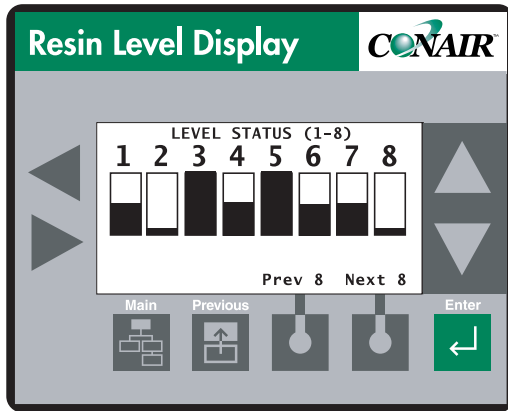 Resin Level Display CONAIR™
LEVEL STATUS (1-8)
1 2 3 4 5 6 7 8
Prev 8 Next 8
Main Previous Enter